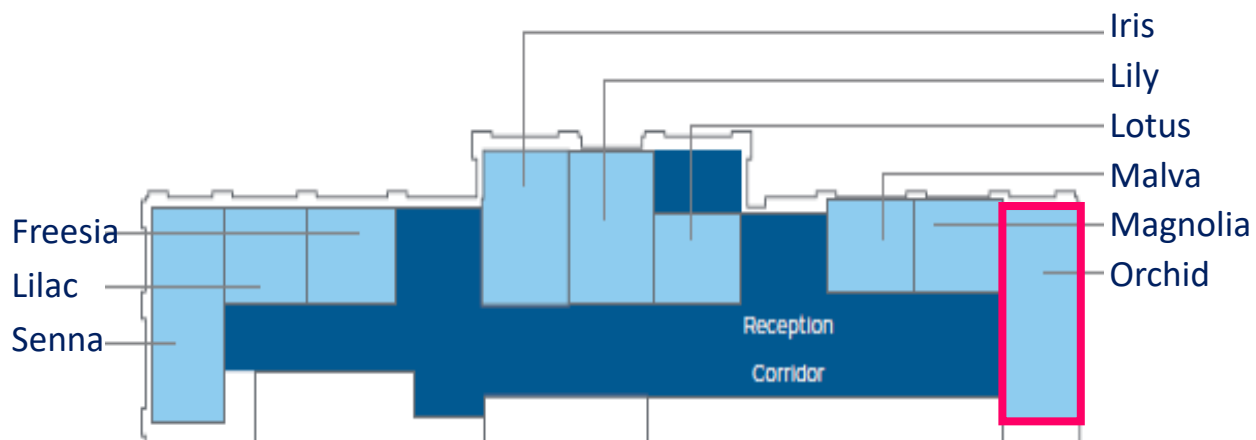 Iris
Lily
Lotus
Malva
Magnolia
Orchid
Freesia
Lilac
Senna
Reception
Corridor